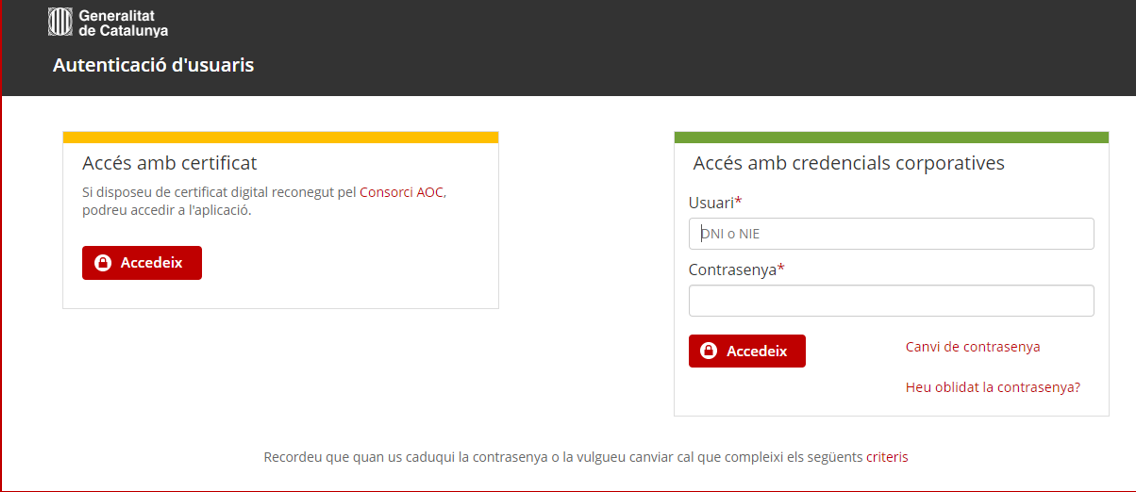 Generalitat
de Catalunya
Autenticació d'usuaris
Accés amb certificat
Si disposeu de certificat digital reconegut pel Consorci AOC,
podreu accedir a l'aplicació.
Accedeix
Accés amb credencials corporatives
Usuari*
DNI o NIE
Contrasenya*
Accedeix
Canvi de contrasenya
Heu oblidat la contrasenya?
Recordeu que quan us caduqui la contrasenya o la vulgueu canviar cal que compleixi els següents criteris